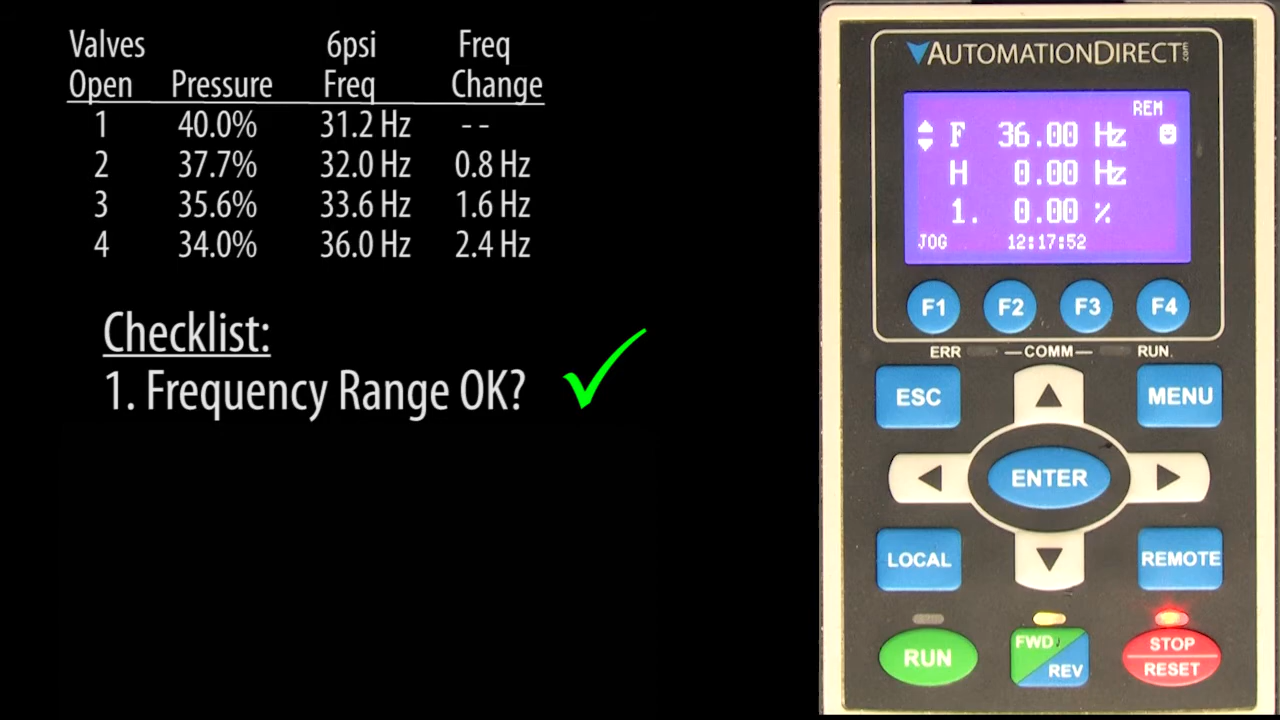 Valves 6psi Freq
Open Pressure Freq Change
1 40.0% 31.2 Hz --
2 37.7% 32.0 Hz 0.8 Hz
3 35.6% 33.6 Hz 1.6 Hz
4 34.0% 36.0 Hz 2.4 Hz
Checklist:
1. Frequency Range OK?
AUTOMATIONDIRECT.com
REM
F 36.00 Hz
H 0.00 Hz
1. 0.00 %
JOG 12:17:52
F1 F2 F3 F4
ERR COMM RUN
ESC MENU
ENTER
LOCAL REMOTE
RUN FWD REV STOP RESET